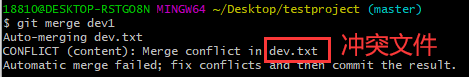 18810@DESKTOP-RSTGO8N MINGW64 ~/Desktop/testproject (master)
$ git merge dev1
Auto-merging dev.txt
CONFLICT (content): Merge conflict in dev.txt 冲突文件
Automatic merge failed; fix conflicts and then commit the result.